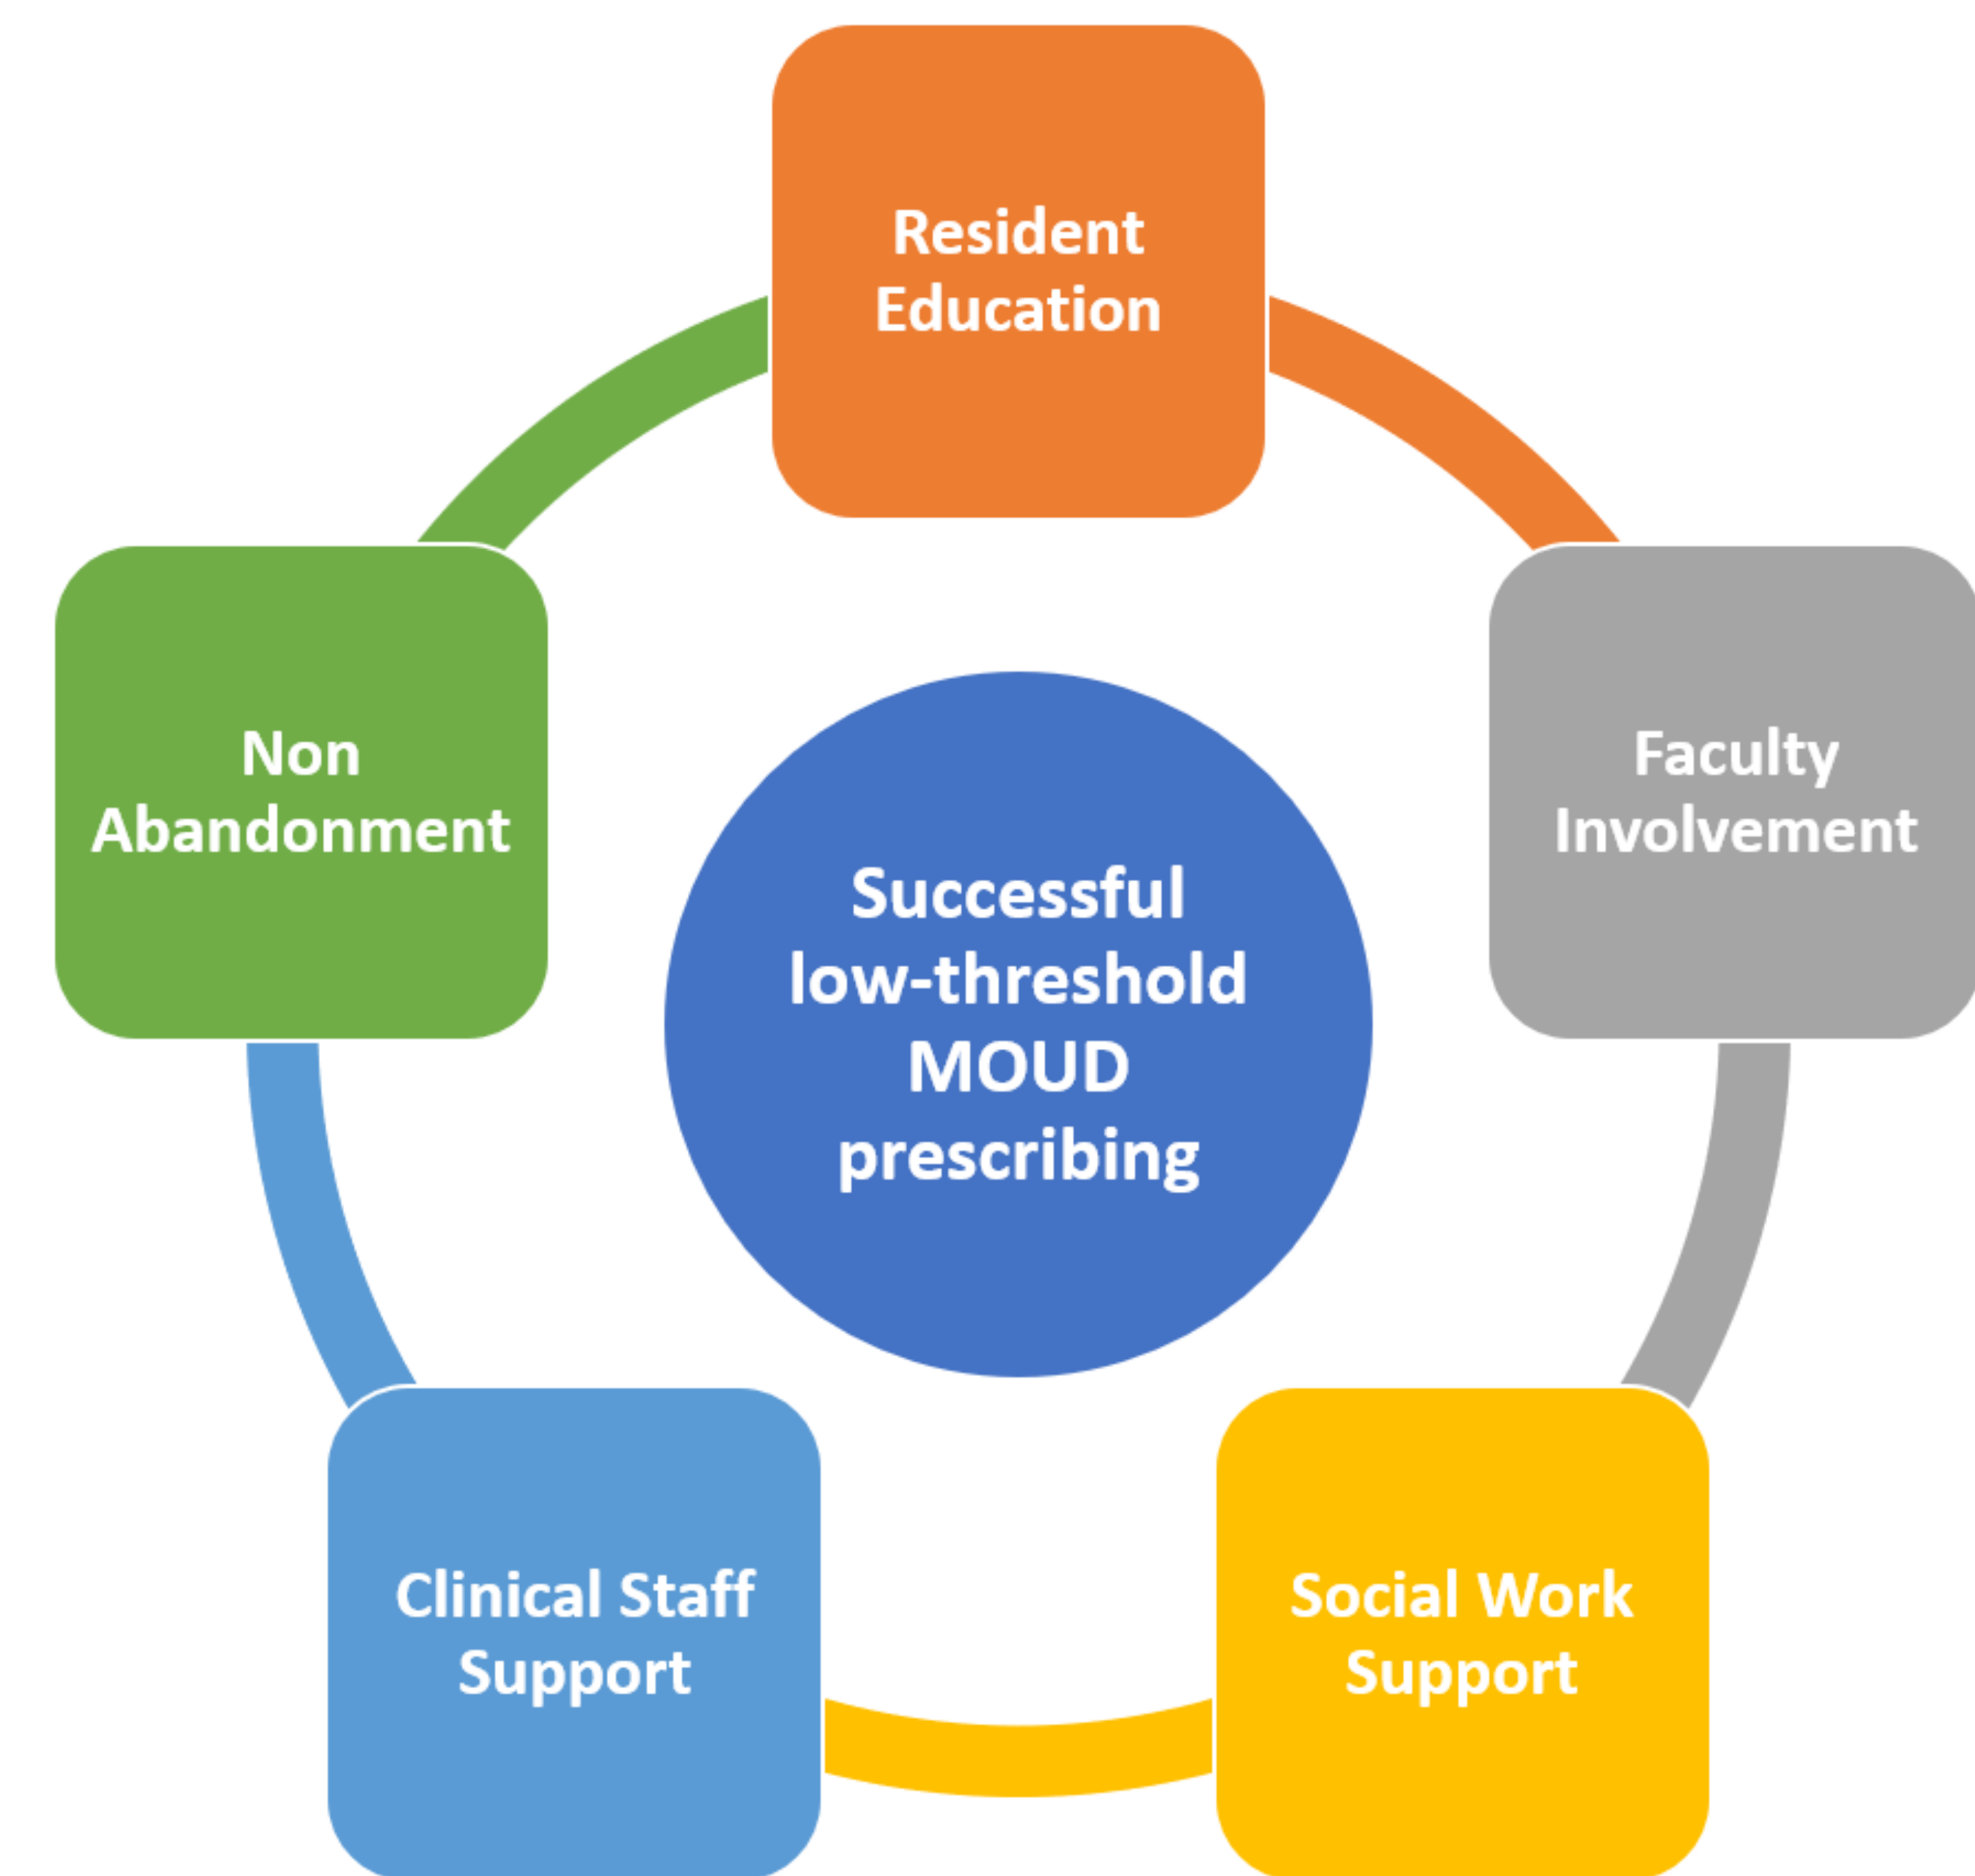 Resident
Education
Faculty
Involvement
Social Work
Support
Clinical Staff
Support
Non
Abandonment
Successful
low-threshold
MOUD
prescribing